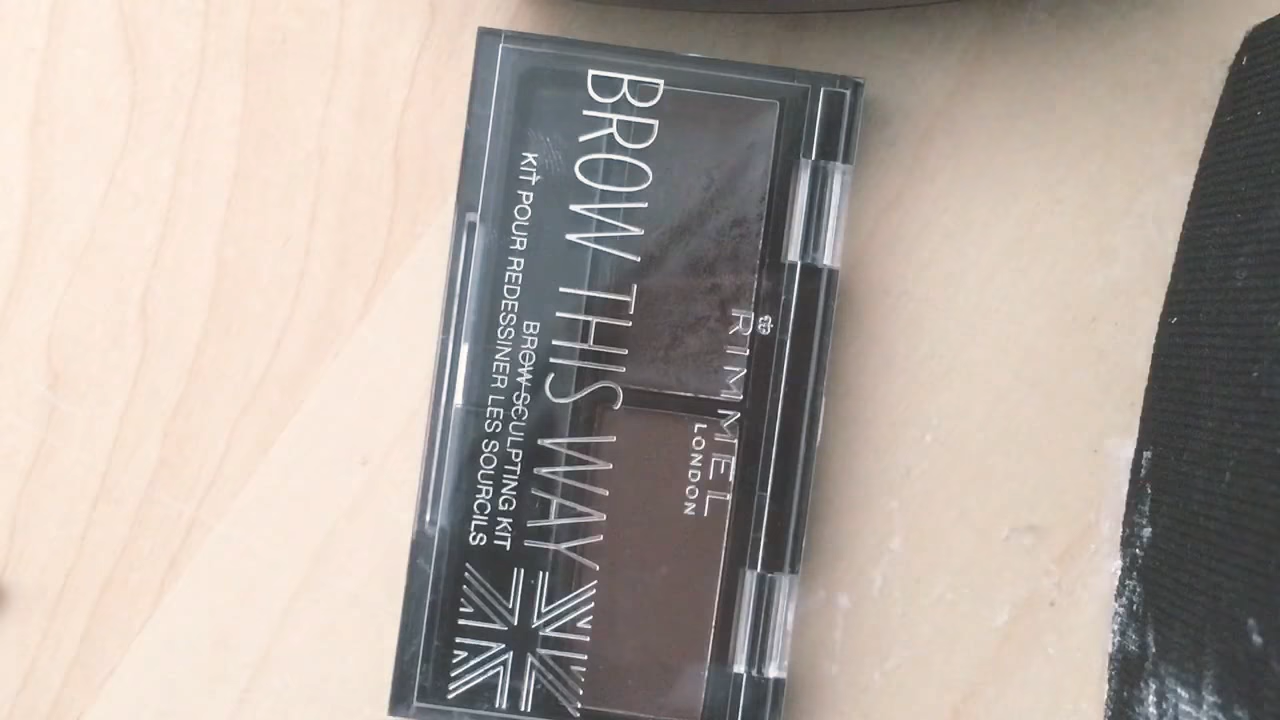 RIMMEL
LONDON
BROW THIS WAY
BROW SCULPTING KIT
KIT POUR REDESSINER LES SOURCILS